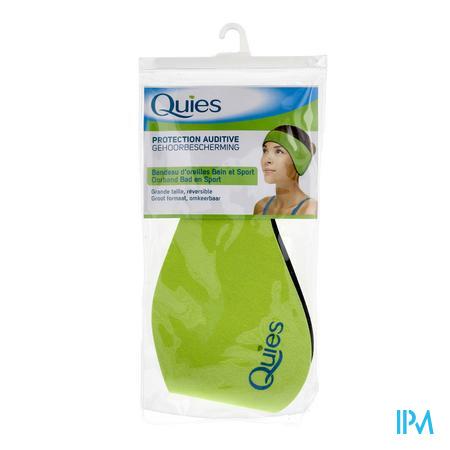 Quies
PROTECTION AUDITIVE
GEHOORBESCHERMING
Bandeau d'oreilles Bain et Sport
Oorband Bad en Sport
Grande taille, réversible
Groot formaat, omkeerbaar
Quies
IPM